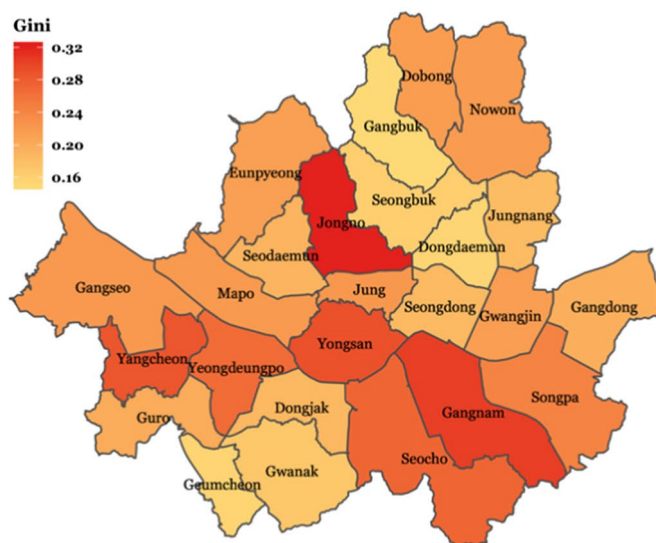 Gini
0.32
0.28
0.24
0.20
0.16
Dobong
Nowon
Gangbuk
Eunpyeong
Seongbuk
Jungnang
Jongno
Dongdaemun
Seodaemun
Gangseo
Mapo
Jung
Seongdong
Gwangjin
Gangdong
Yangcheon
Yeongdeungpo
Yongsan
Songpa
Guro
Dongjak
Gangnam
Seocho
Gwanak
Geumcheon